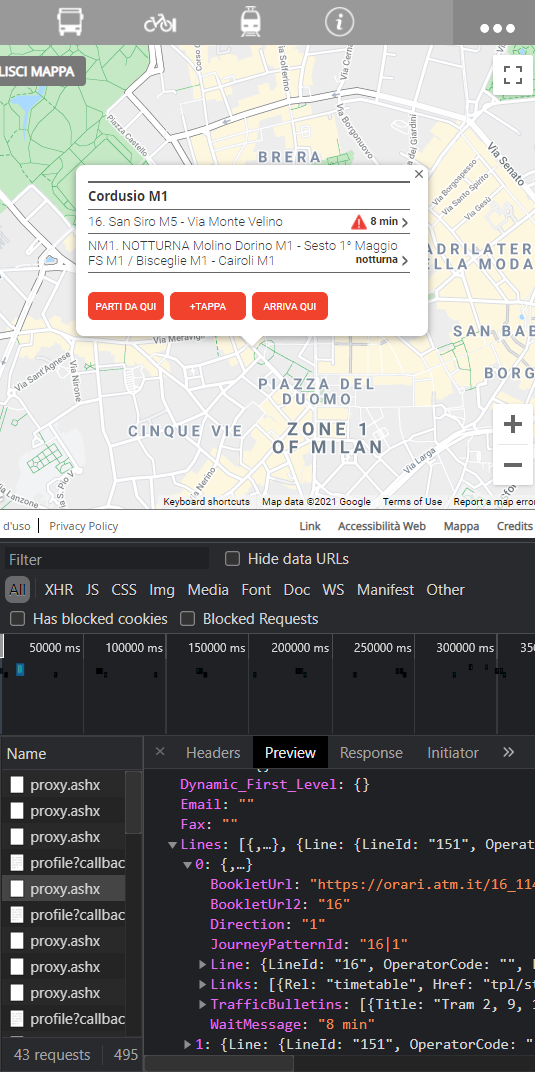 LISCI MAPPA
Via Solferino
Via Cernaia
Piazza Castello
Via Borgonuovo
dei Giardini
Via Senato
BRERA
Via Borgospesso
Via Santo Spirito
Via Gesù
ADRILATER
ELLA MODA
×
Cordusio M1
16. San Siro M5 - Via Monte Velino
8 min
NM1. NOTTURNA Molino Dorino M1 - Sesto 1° Maggio
FS M1 / Bisceglie M1 - Cairoli M1
notturna
PARTI DA QUI
+TAPPA
ARRIVA QUI
Via Meravigli
SAN BAB
Via Sant'Agnese
Via Nirone
PIAZZA DEL
DUOMO
BORG
CINQUE VIE
ZONE 1
OF MILAN
Via Nerino
Via Larga
Via Lanzone
+
−
Keyboard shortcuts
Map data ©2021 Google
Terms of Use
Report a map error
d'uso
Privacy Policy
Link
Accessibilità Web
Mappa
Credits
Filter
Hide data URLs
All XHR JS CSS Img Media Font Doc WS Manifest Other
Has blocked cookies
Blocked Requests
50000 ms
100000 ms
150000 ms
200000 ms
250000 ms
300000 ms
350
Name
×
Headers
Preview
Response
Initiator
»
proxy.ashx
proxy.ashx
proxy.ashx
profile?callbac
proxy.ashx
profile?callbac
proxy.ashx
proxy.ashx
proxy.ashx
profile?callbac
43 requests
495
Dynamic_First_Level: {}
Email: ""
Fax: ""
Lines: [{,…}, {Line: {LineId: "151", Operat
0: {,…}
BookletUrl: "https://orari.atm.it/16_114
BookletUrl2: "16"
Direction: "1"
JourneyPatternId: "16|1"
Line: {LineId: "16", OperatorCode: "",
Links: [{Rel: "timetable", Href: "tpl/st
TrafficBulletins: [{Title: "Tram 2, 9, 1
WaitMessage: "8 min"
1: {Line: {LineId: "151", OperatorCode: "